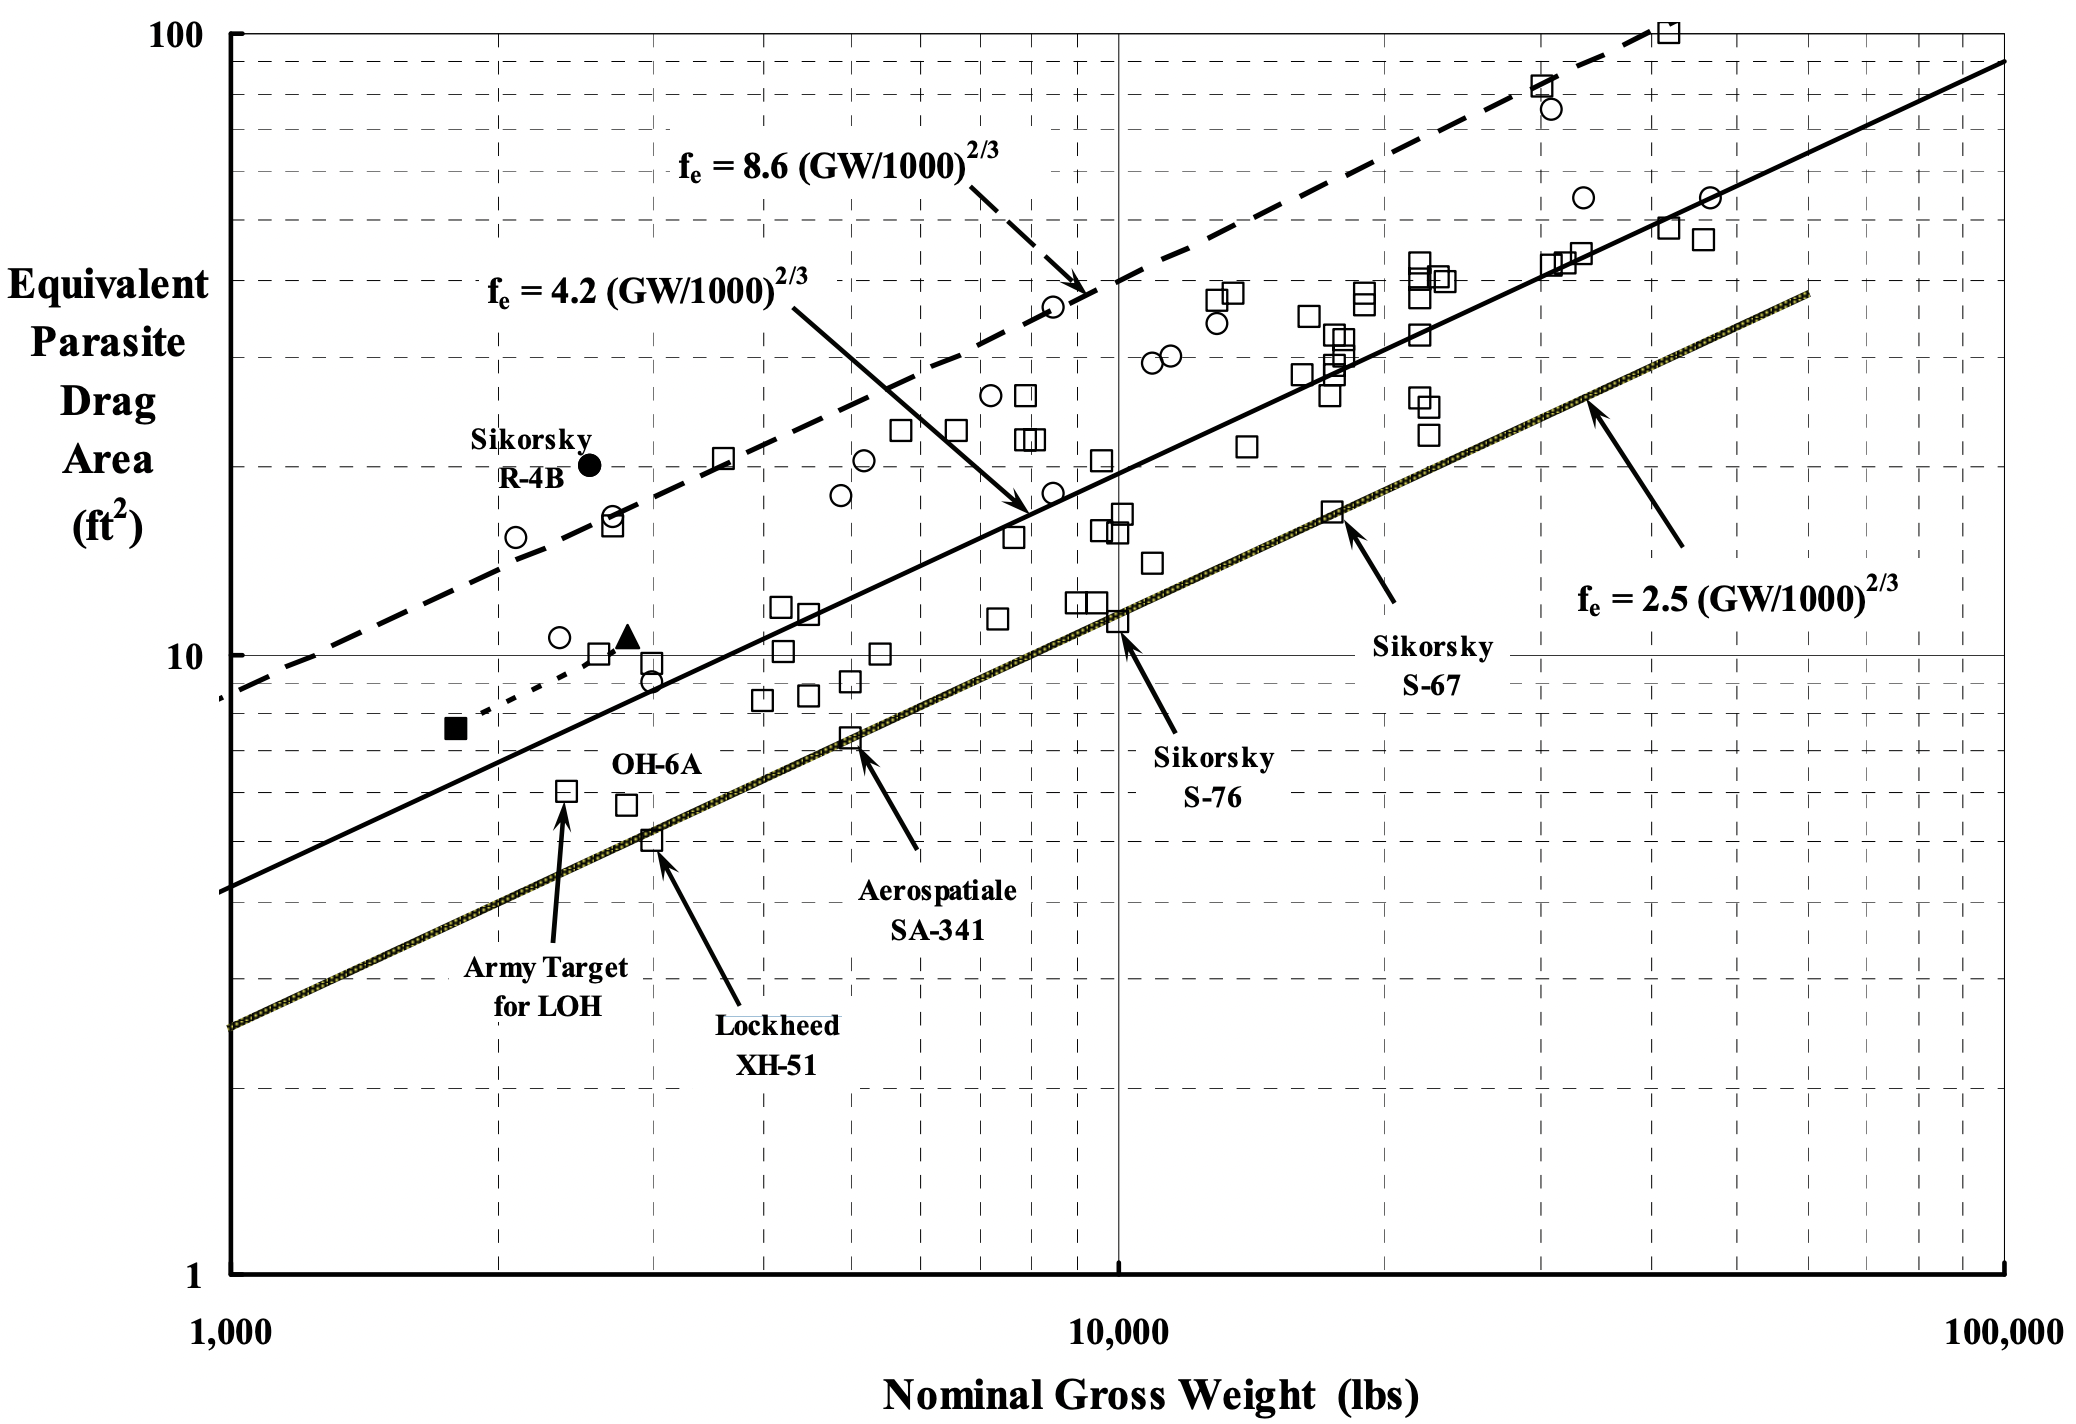 100
f_e = 8.6 (GW/1000)^2/3
f_e = 4.2 (GW/1000)^2/3
Equivalent
Parasite
Drag
Area
(ft^2)
Sikorsky
R-4B
f_e = 2.5 (GW/1000)^2/3
10
Sikorsky
S-67
OH-6A
Sikorsky
S-76
Aerospatiale
SA-341
Army Target
for LOH
Lockheed
XH-51
1
1,000
10,000
100,000
Nominal Gross Weight (lbs)